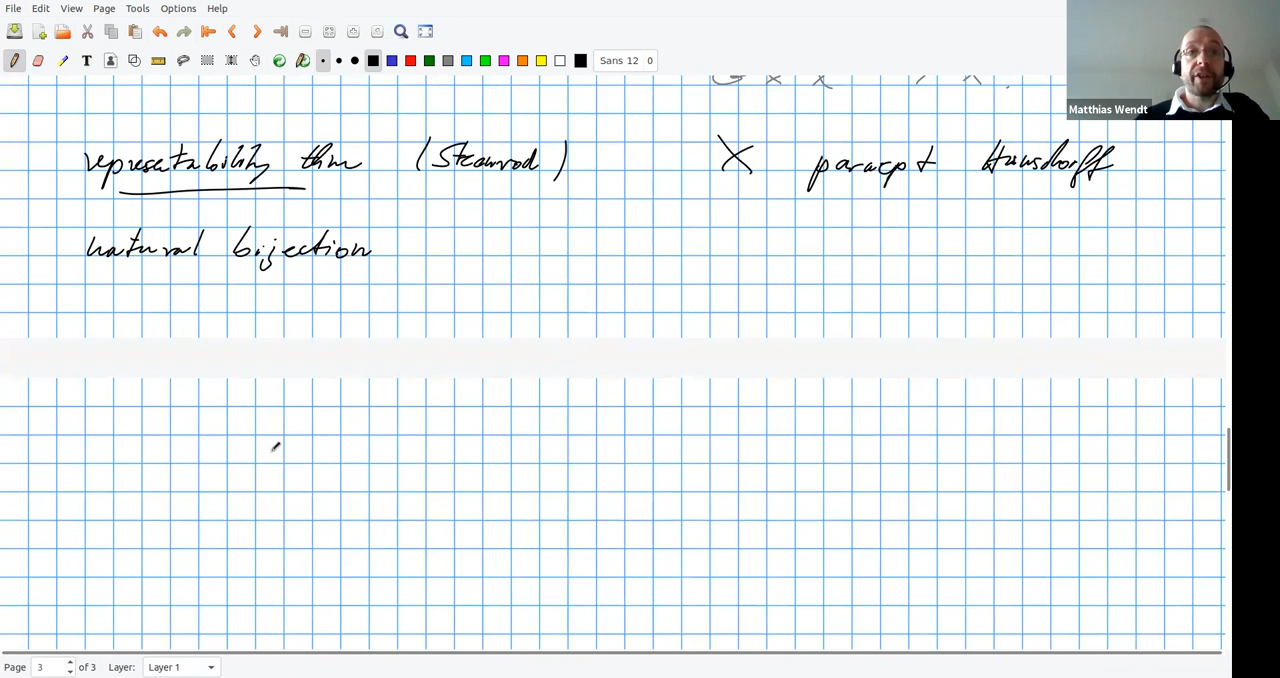 File Edit View Page Tools Options Help
Sans 12 0
Matthias Wendt
representability thm (Steenrod) X paracpt Hausdorff
natural bijection
Page 3 of 3 Layer: Layer 1